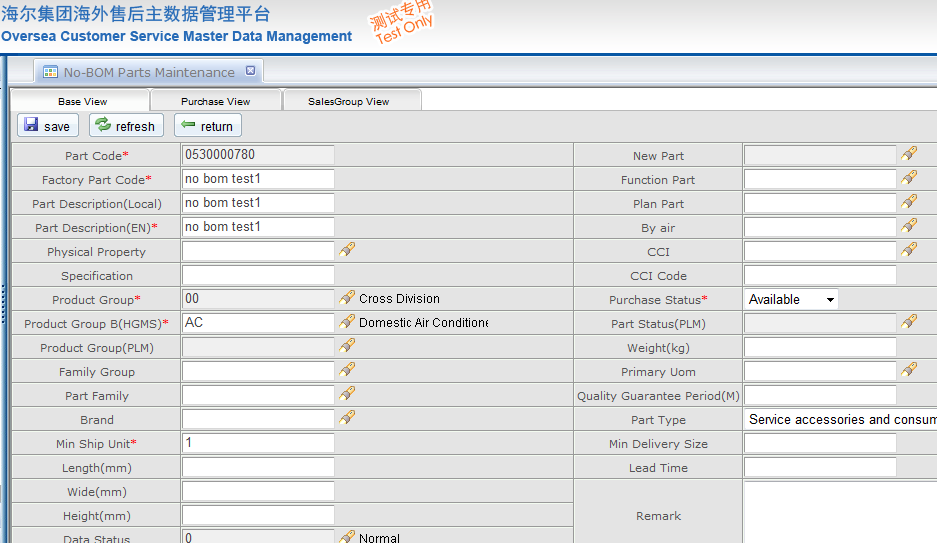 海尔集团海外售后主数据管理平台
Oversea Customer Service Master Data Management
测试专用
Test Only
No-BOM Parts Maintenance
Base View Purchase View SalesGroup View
save refresh return
Part Code* 0530000780 New Part
Factory Part Code* no bom test1 Function Part
Part Description(Local) no bom test1 Plan Part
Part Description(EN)* no bom test1 By air
Physical Property CCI
Specification CCI Code
Product Group* 00 Cross Division Purchase Status* Available
Product Group B(HGMS)* AC Domestic Air Conditione Part Status(PLM)
Product Group(PLM) Weight(kg)
Family Group Primary Uom
Part Family Quality Guarantee Period(M)
Brand Part Type Service accessories and consum
Min Ship Unit* 1 Min Delivery Size
Length(mm) Lead Time
Wide(mm)
Height(mm) Remark
Data Status 0 Normal